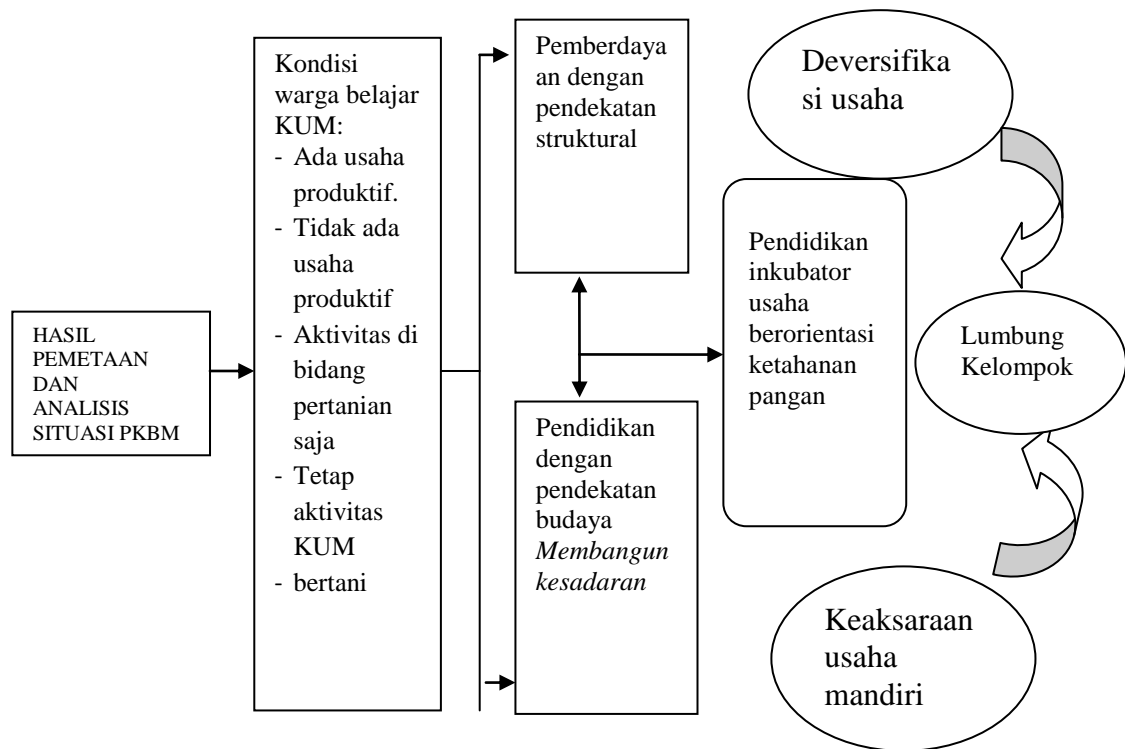 HASIL
PEMETAAN
DAN
ANALISIS
SITUASI PKBM
Kondisi
warga belajar
KUM:
- Ada usaha
produktif.
- Tidak ada
usaha
produktif
- Aktivitas di
bidang
pertanian
saja
- Tetap
aktivitas
KUM
- bertani
Pemberdaya
an dengan
pendekatan
struktural
Pendidikan
dengan
pendekatan
budaya
Membangun
kesadaran
Pendidikan
inkubator
usaha
berorientasi
ketahanan
pangan
Deversifika
si usaha
Lumbung
Kelompok
Keaksaraan
usaha
mandiri